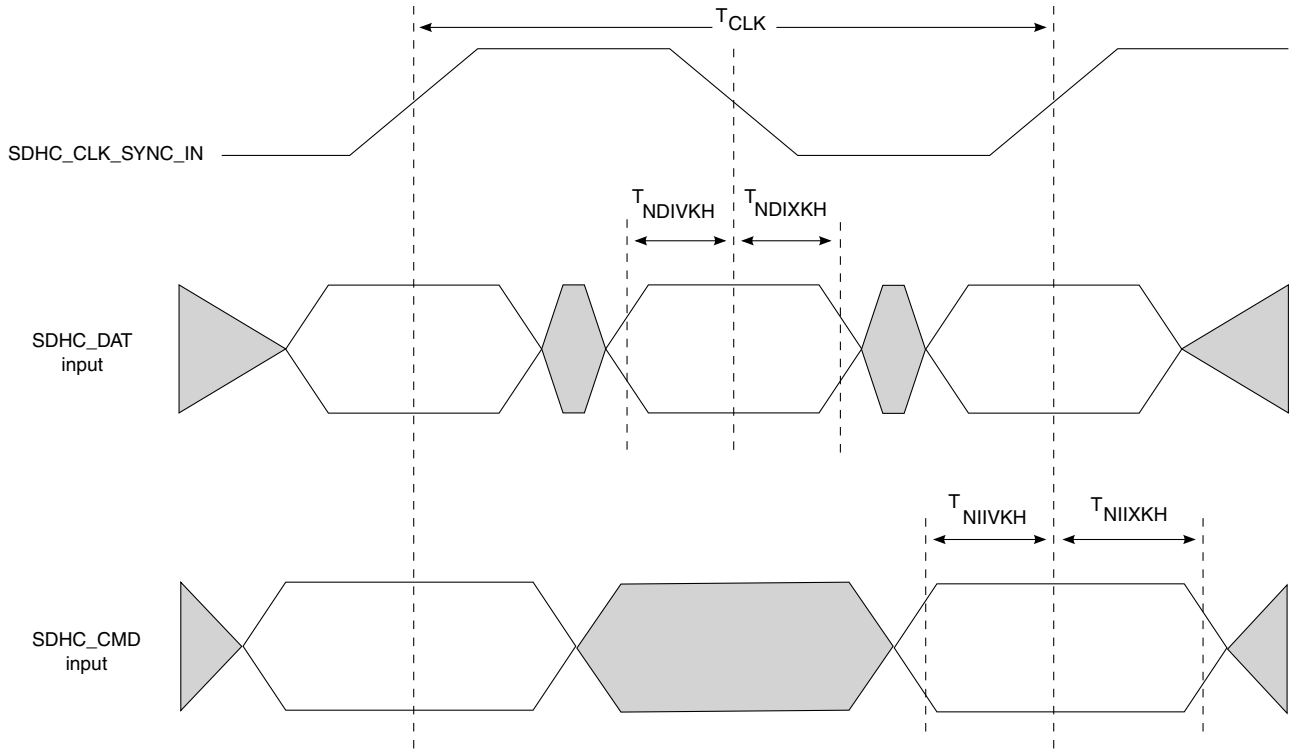 TCLK
SDHC_CLK_SYNC_IN
TNDIVKH
TNDIXKH
SDHC_DAT
input
TNIIVKH
TNIIXKH
SDHC_CMD
input